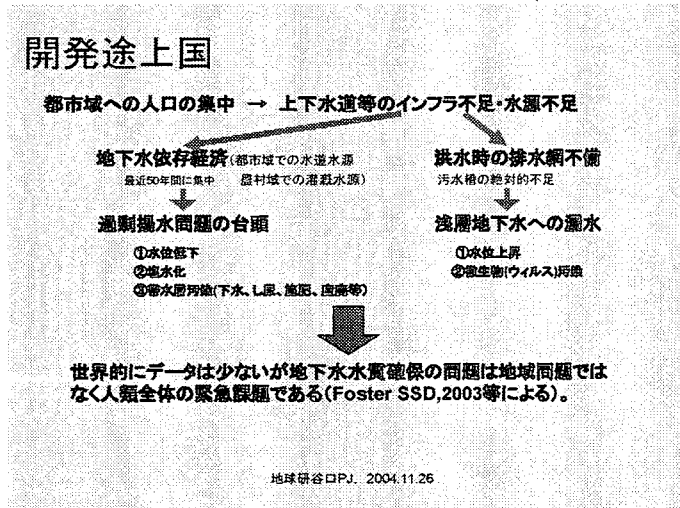 開発途上国
都市域への人口の集中 → 上下水道等のインフラ不足・水源不足
地下水依存経済(都市域での水道水源
最近50年間に集中 農村域での灌漑水源)
洪水時の排水網不備
汚水槽の絶対的不足
過剰揚水問題の台頭
①水位低下
②塩水化
③帯水層汚染(下水、し尿、施肥、図廃等)
浅層地下水への漏水
①水位上昇
②微生物(ウィルス)汚染
世界的にデータは少ないが地下水水質確保の問題は地域問題では
なく人類全体の緊急課題である(Foster SSD,2003等による)。
地球研谷口PJ. 2004.11.26